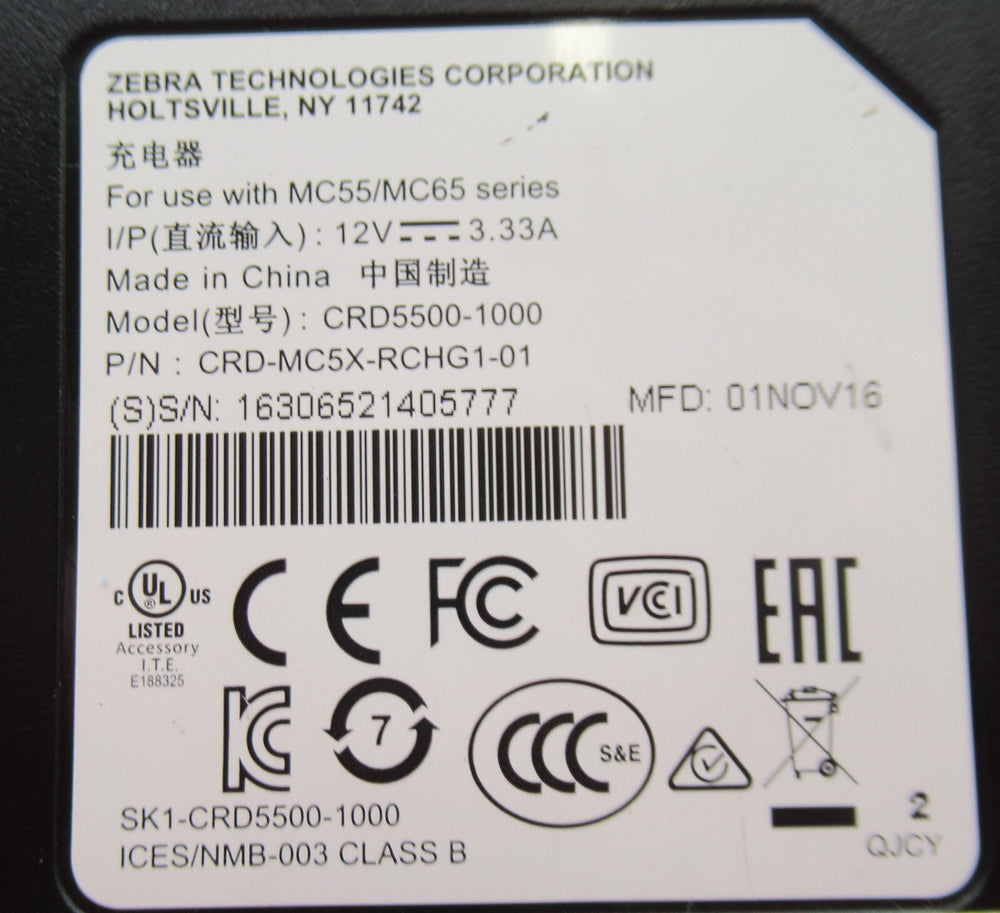 ZEBRA TECHNOLOGIES CORPORATION
HOLTSVILLE, NY 11742
充电器
For use with MC55/MC65 series
I/P(直流输入) : 12V 3.33A
Made in China 中国制造
Model(型号) : CRD5500-1000
P/N : CRD-MC5X-RCHG1-01
(S)S/N: 16306521405777 MFD: 01NOV16
C UL ® US
LISTED
Accessory
I.T.E.
E188325
CE
FC
VCCI
EAC
KC
7
CCC S&E
SK1-CRD5500-1000
ICES/NMB-003 CLASS B
2
QJCY